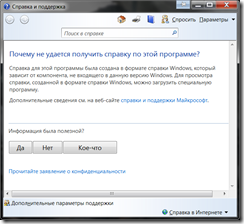 Справка и поддержка
Спросить Параметры
Поиск в справке
Почему не удается получить справку по этой программе?
Справка для этой программы была создана в формате справки Windows, который
зависит от компонента, не входящего в данную версию Windows. Для просмотра
справки, созданной в формате справки Windows, можно загрузить специальную
программу.
Дополнительные сведения см. на веб-сайте справки и поддержки Майкрософт.
Информация была полезной?
Да Нет Кое-что
Прочитайте заявление о конфиденциальности
Дополнительные параметры поддержки
Справка в Интернете